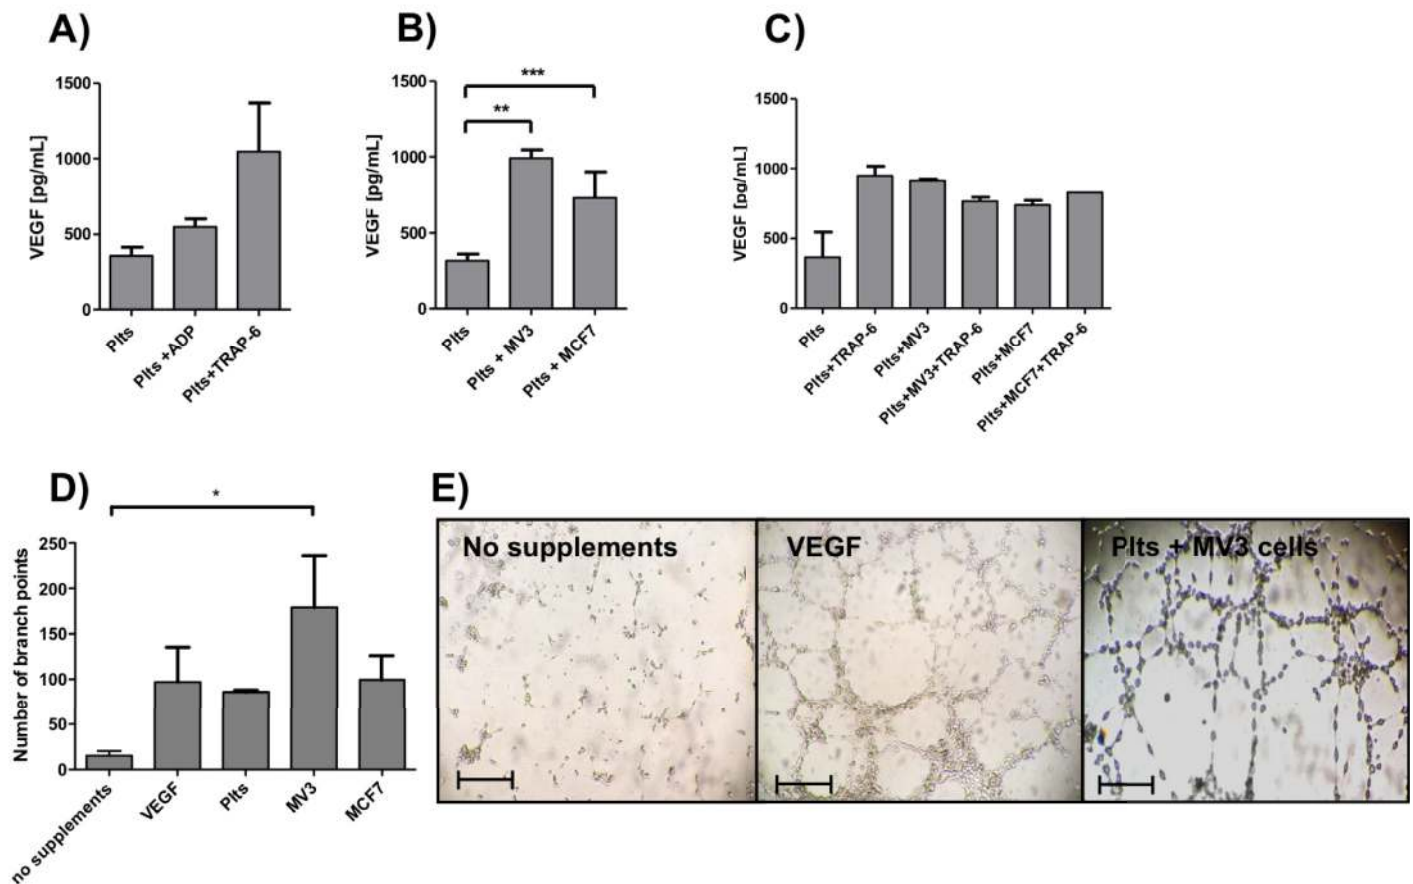 A)
VEGF [pg/mL]
1500
1000
500
0
Plts
Plts +ADP
Plts+TRAP-6
B)
VEGF [pg/mL]
1500
1000
500
0
***
**
Plts
Plts + MV3
Plts + MCF7
C)
VEGF [pg/mL]
1500
1000
500
0
Plts
Plts+TRAP-6
Plts+MV3
Plts+MV3+TRAP-6
Plts+MCF7
Plts+MCF7+TRAP-6
D)
*
Number of branch points
250
200
150
100
50
0
no supplements
VEGF
Plts
MV3
MCF7
E)
No supplements
VEGF
Plts + MV3 cells